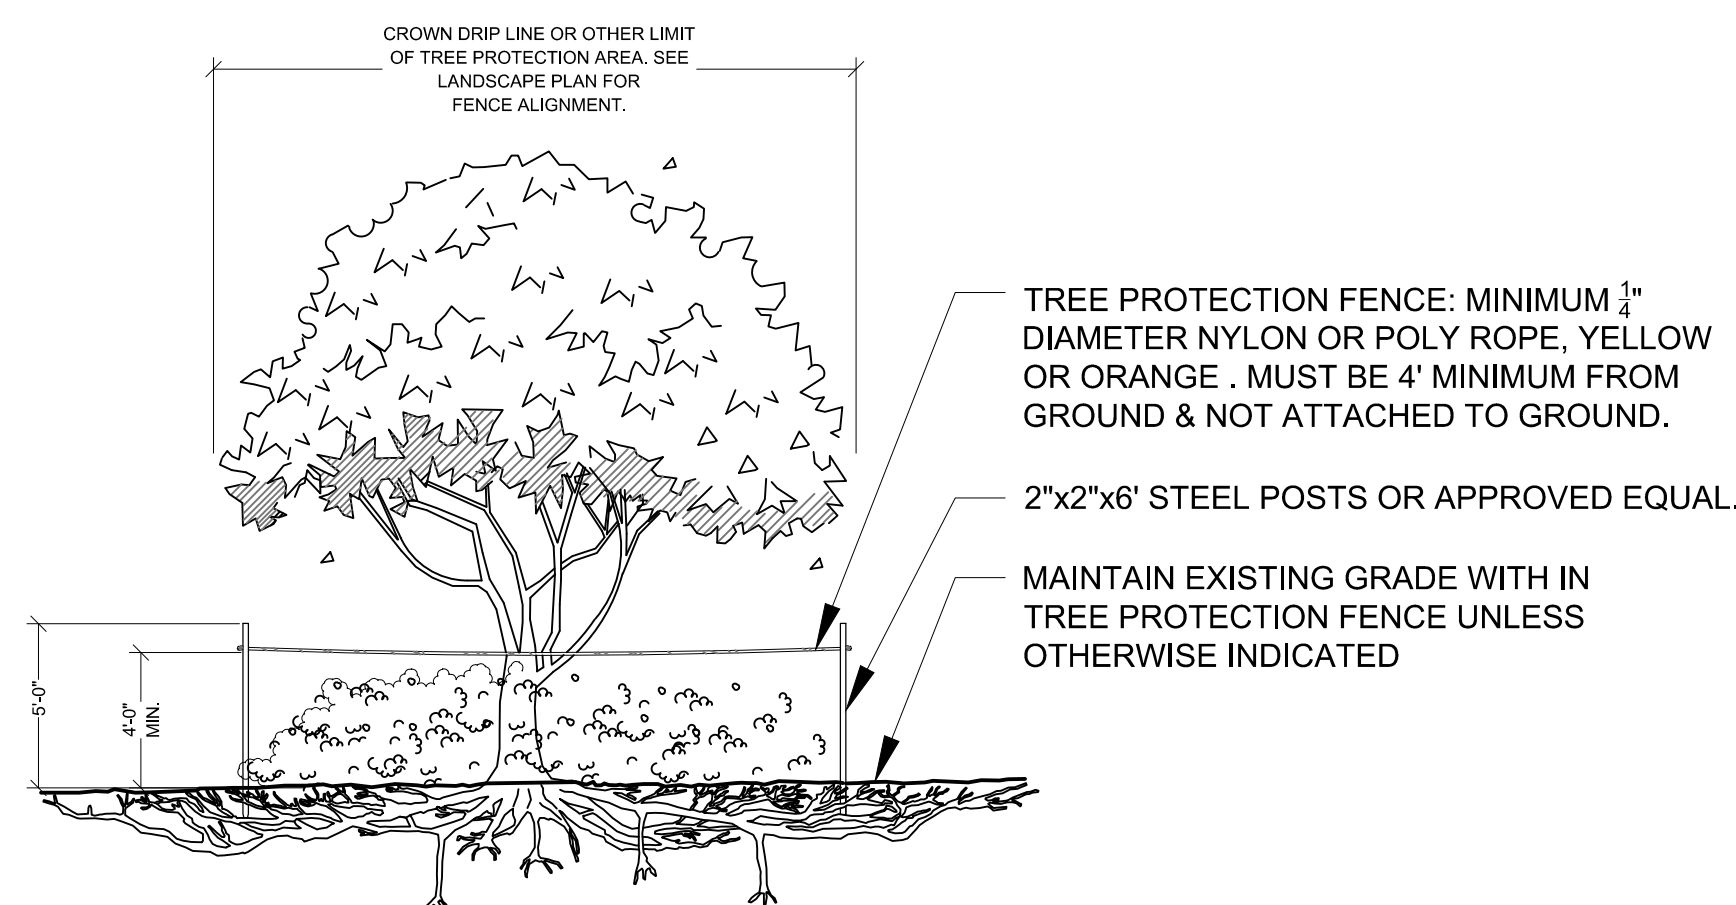 CROWN DRIP LINE OR OTHER LIMIT
OF TREE PROTECTION AREA. SEE
LANDSCAPE PLAN FOR
FENCE ALIGNMENT.
TREE PROTECTION FENCE: MINIMUM 1/4"
DIAMETER NYLON OR POLY ROPE, YELLOW
OR ORANGE . MUST BE 4' MINIMUM FROM
GROUND & NOT ATTACHED TO GROUND.
2"x2"x6' STEEL POSTS OR APPROVED EQUAL.
MAINTAIN EXISTING GRADE WITH IN
TREE PROTECTION FENCE UNLESS
OTHERWISE INDICATED
5'-0"
4'-0"
MIN.